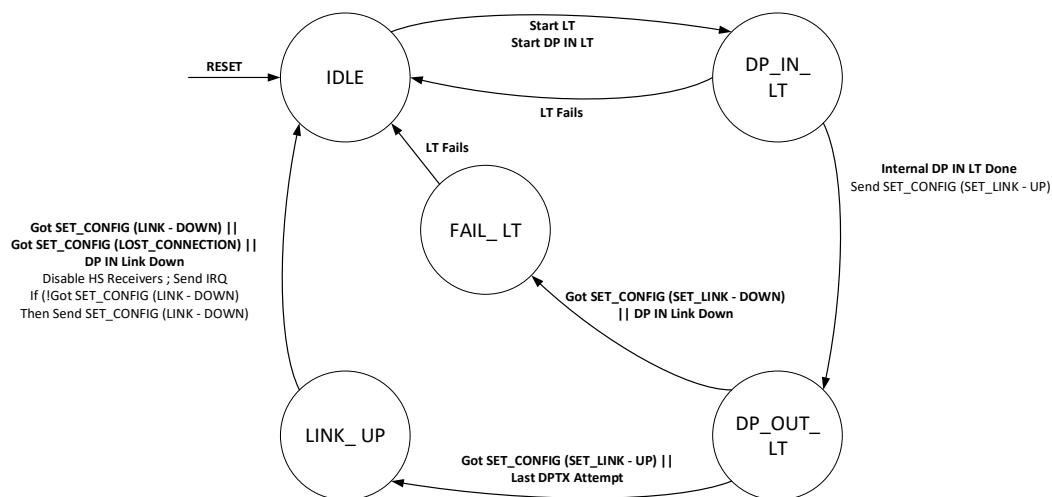 Start LT
Start DP IN LT
RESET
IDLE
DP_IN_
LT
LT Fails
LT Fails
Internal DP IN LT Done
Send SET_CONFIG (SET_LINK - UP)
FAIL_ LT
Got SET_CONFIG (LINK - DOWN) ||
Got SET_CONFIG (LOST_CONNECTION) ||
DP IN Link Down
Disable HS Receivers ; Send IRQ
If (!Got SET_CONFIG (LINK - DOWN)
Then Send SET_CONFIG (LINK - DOWN)
Got SET_CONFIG (SET_LINK - DOWN)
|| DP IN Link Down
LINK_ UP
DP_OUT_
LT
Got SET_CONFIG (SET_LINK - UP) ||
Last DPTX Attempt